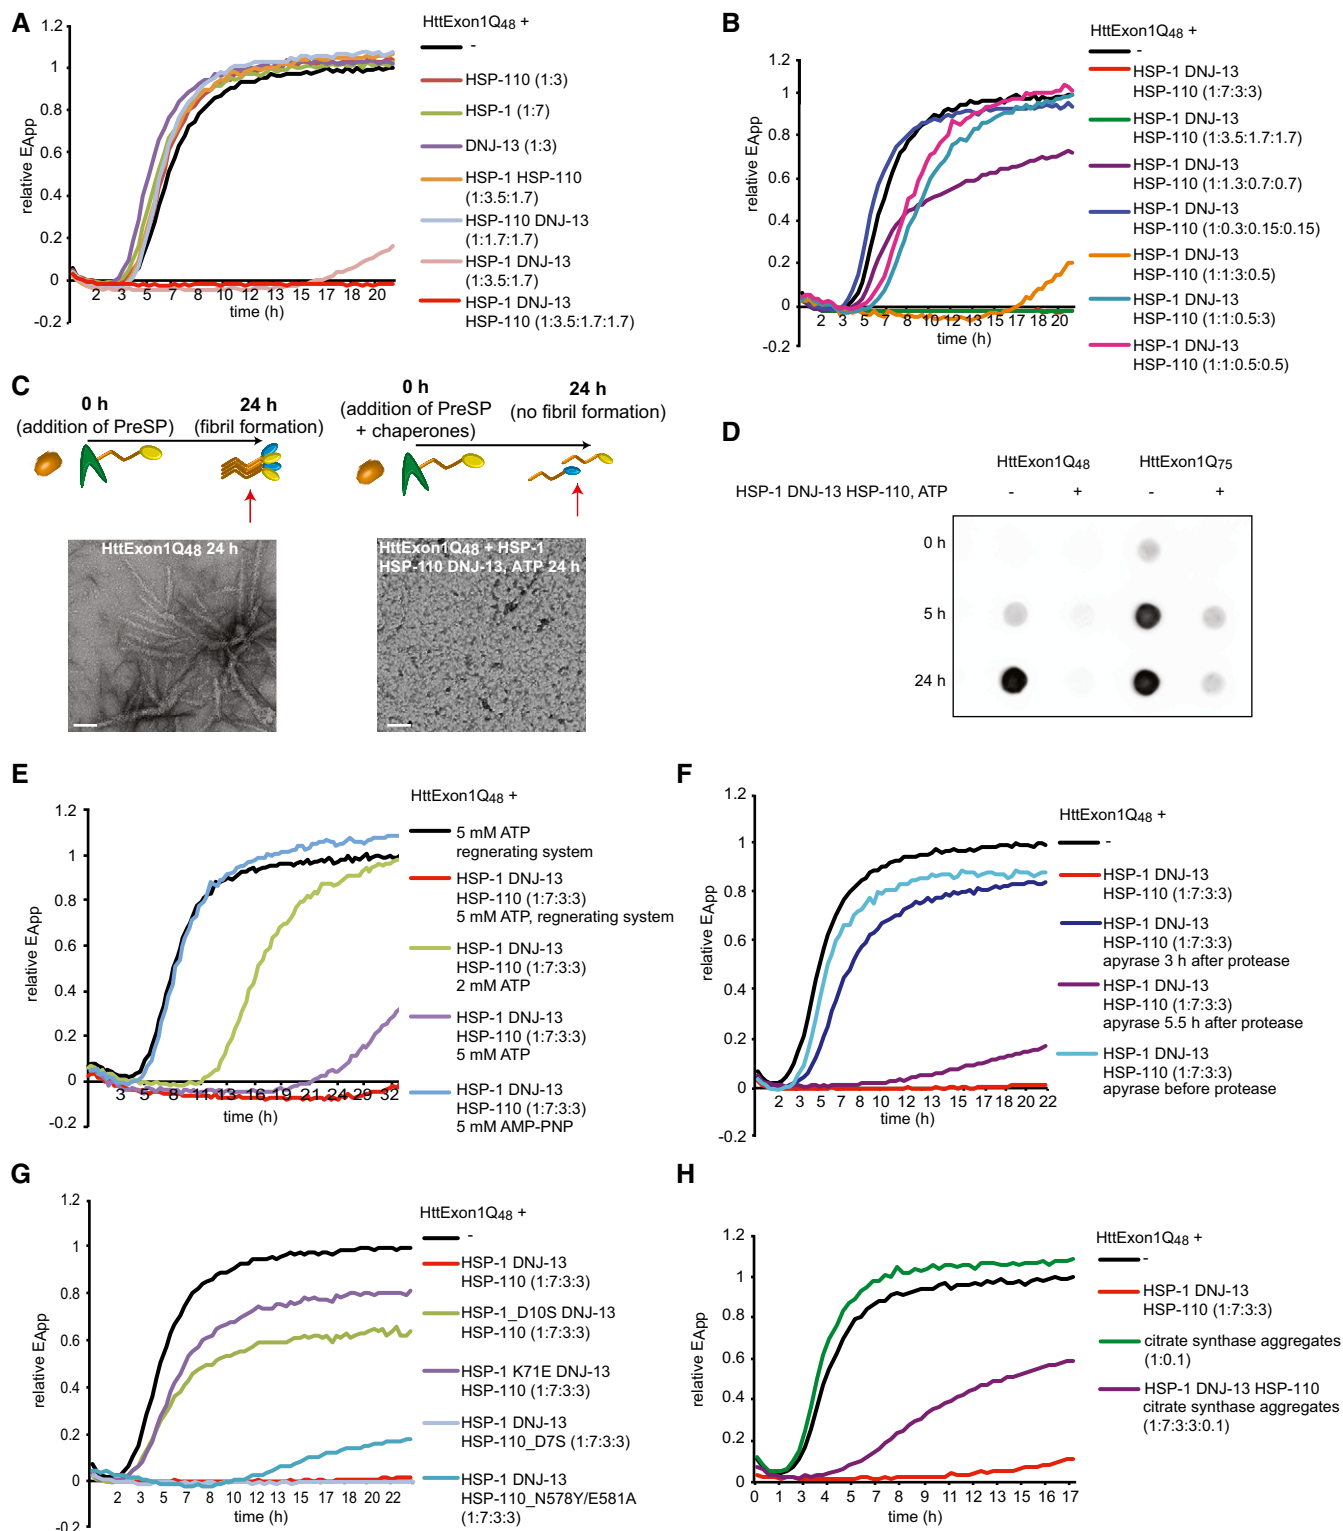 A
HttExon1Q48 +
-
HSP-110 (1:3)
HSP-1 (1:7)
DNJ-13 (1:3)
HSP-1 HSP-110
(1:3.5:1.7)
HSP-110 DNJ-13
(1:1.7:1.7)
HSP-1 DNJ-13
(1:3.5:1.7)
HSP-1 DNJ-13
HSP-110 (1:3.5:1.7:1.7)
relative EApp
1.2
1
0.8
0.6
0.4
0.2
0
-0.2
2 3 5 7 8 10 12 13 15 17 18 20
time (h)
B
HttExon1Q48 +
-
HSP-1 DNJ-13
HSP-110 (1:7:3:3)
HSP-1 DNJ-13
HSP-110 (1:3.5:1.7:1.7)
HSP-1 DNJ-13
HSP-110 (1:1.3:0.7:0.7)
HSP-1 DNJ-13
HSP-110 (1:0.3:0.15:0.15)
HSP-1 DNJ-13
HSP-110 (1:1:3:0.5)
HSP-1 DNJ-13
HSP-110 (1:1:0.5:3)
HSP-1 DNJ-13
HSP-110 (1:1:0.5:0.5)
relative EApp
1.2
1
0.8
0.6
0.4
0.2
0
-0.2
2 3 5 7 8 10 12 13 15 17 18 20
time (h)
C
0 h
(addition of PreSP)
24 h
(fibril formation)
0 h
(addition of PreSP
+ chaperones)
24 h
(no fibril formation)
HttExon1Q48 24 h
HttExon1Q48 + HSP-1
HSP-110 DNJ-13, ATP 24 h
D
HttExon1Q48 HttExon1Q75
HSP-1 DNJ-13 HSP-110, ATP - + - +
0 h
5 h
24 h
E
HttExon1Q48 +
5 mM ATP
regnerating system
HSP-1 DNJ-13
HSP-110 (1:7:3:3)
5 mM ATP, regnerating system
HSP-1 DNJ-13
HSP-110 (1:7:3:3)
2 mM ATP
HSP-1 DNJ-13
HSP-110 (1:7:3:3)
5 mM ATP
HSP-1 DNJ-13
HSP-110 (1:7:3:3)
5 mM AMP-PNP
relative EApp
1.2
1
0.8
0.6
0.4
0.2
0
-0.2
3 5 8 11 13 16 19 21 24 29 32
time (h)
F
HttExon1Q48 +
-
HSP-1 DNJ-13
HSP-110 (1:7:3:3)
HSP-1 DNJ-13
HSP-110 (1:7:3:3)
apyrase 3 h after protease
HSP-1 DNJ-13
HSP-110 (1:7:3:3)
apyrase 5.5 h after protease
HSP-1 DNJ-13
HSP-110 (1:7:3:3)
apyrase before protease
relative EApp
1.2
1
0.8
0.6
0.4
0.2
0
-0.2
2 3 5 7 8 10 12 13 15 17 18 20 22
time (h)
G
HttExon1Q48 +
-
HSP-1 DNJ-13
HSP-110 (1:7:3:3)
HSP-1_D10S DNJ-13
HSP-110 (1:7:3:3)
HSP-1 K71E DNJ-13
HSP-110 (1:7:3:3)
HSP-1 DNJ-13
HSP-110_D7S (1:7:3:3)
HSP-1 DNJ-13
HSP-110_N578Y/E581A
(1:7:3:3)
relative EApp
1.2
1
0.8
0.6
0.4
0.2
0
-0.2
2 3 5 7 8 10 12 13 15 17 18 20 22
time (h)
H
HttExon1Q48 +
-
HSP-1 DNJ-13
HSP-110 (1:7:3:3)
citrate synthase aggregates
(1:0.1)
HSP-1 DNJ-13 HSP-110
citrate synthase aggregates
(1:7:3:3:0.1)
relative EApp
1.2
1
0.8
0.6
0.4
0.2
0
0 1 3 4 5 7 8 9 11 12 13 15 16 17
time (h)